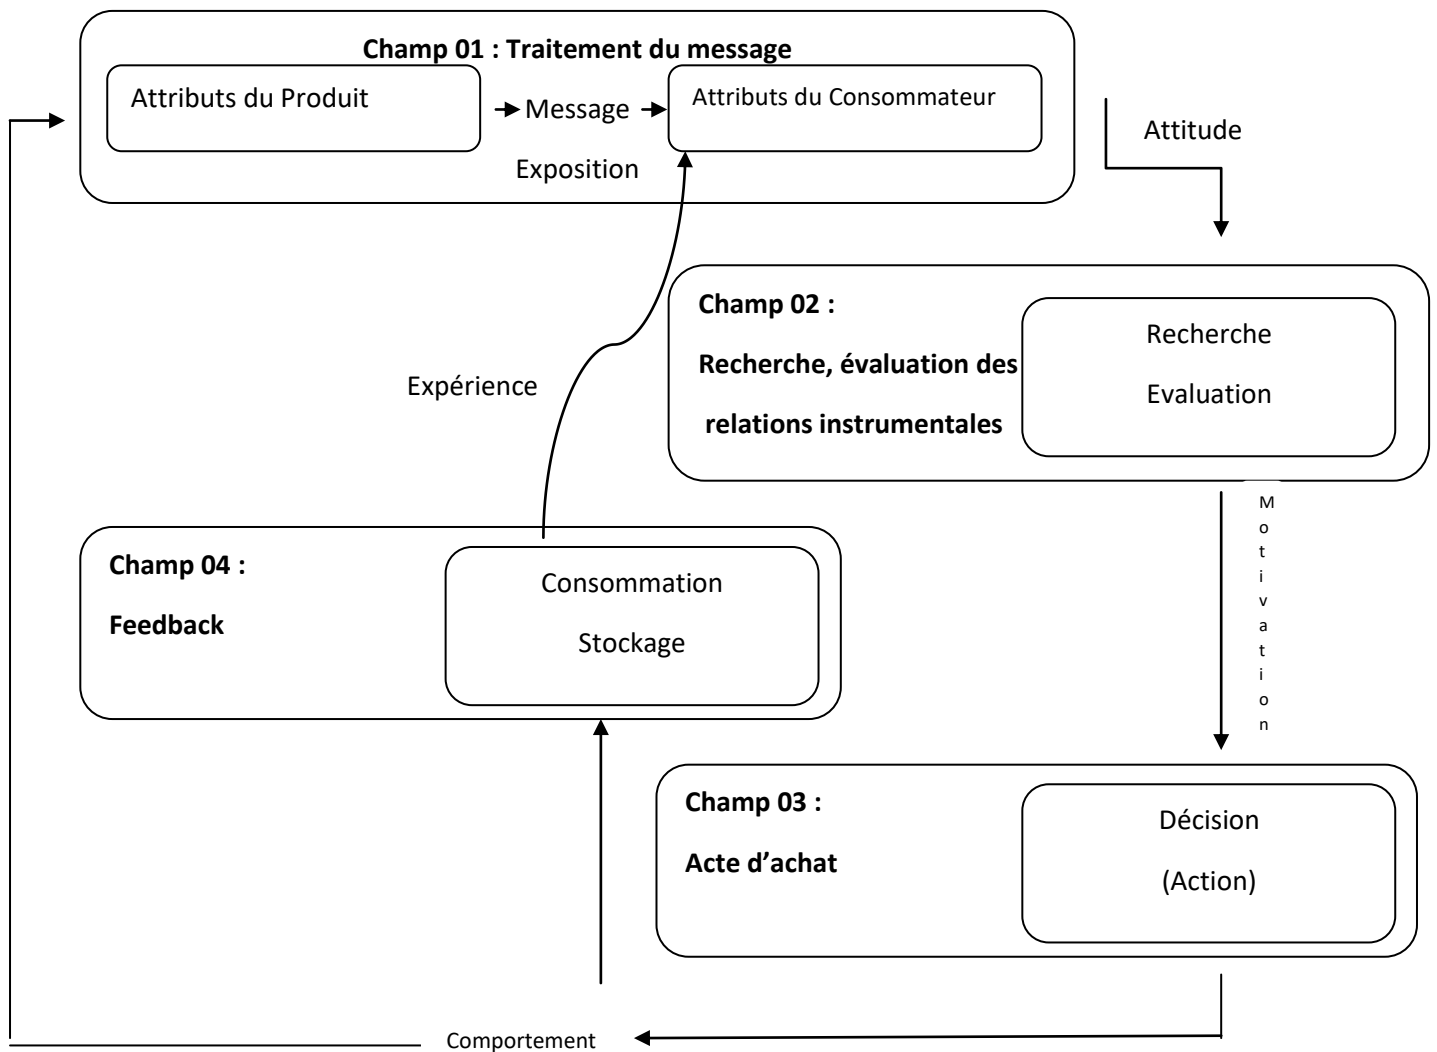 Champ 01 : Traitement du message
Attributs du Produit
Message
Attributs du Consommateur
Exposition
Attitude
Champ 02 :
Recherche, évaluation des
relations instrumentales
Recherche
Evaluation
Expérience
Motivation
Champ 04 :
Feedback
Consommation
Stockage
Champ 03 :
Acte d’achat
Décision
(Action)
Comportement